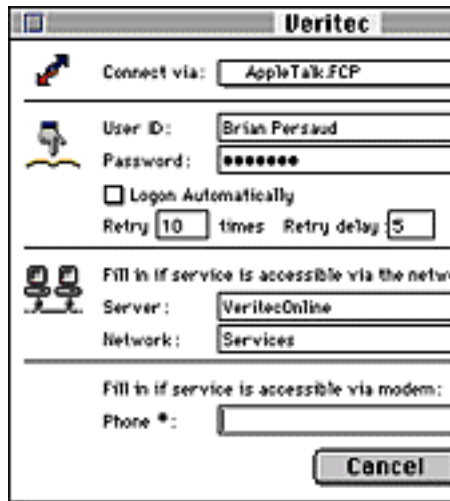 Veritec
Connect via: AppleTalk.FCP
User ID: Brian Persaud
Password: ●●●●●●●
Logon Automatically
Retry 10 times Retry delay: 5
Fill in if service is accessible via the netw
Server: VeritecOnline
Network: Services
Fill in if service is accessible via modem:
Phone #:
Cancel